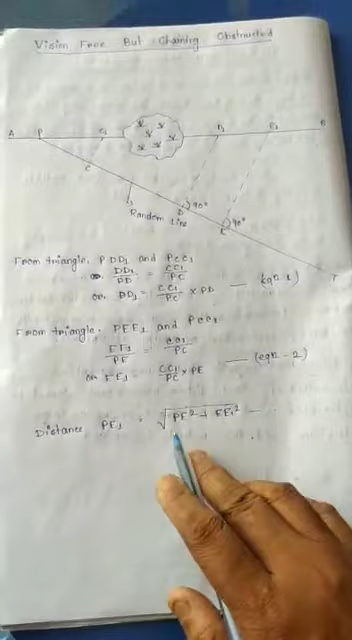 Vision Free But Chaining Obstructed
A P C1 D1 E1 B
C
Random Line
D 90°
E 90°
T
From triangle, PDD1 and PCC1
or DD1/PD = CC1/PC
or, DD1 = CC1/PC × PD — (eqn-1)
From triangle, PEE1 and PCC1
EE1/PE = CC1/PC
or EE1 CC1/PC × PE — (eqn-2)
Distance PE1 = √PE²+EE1² —